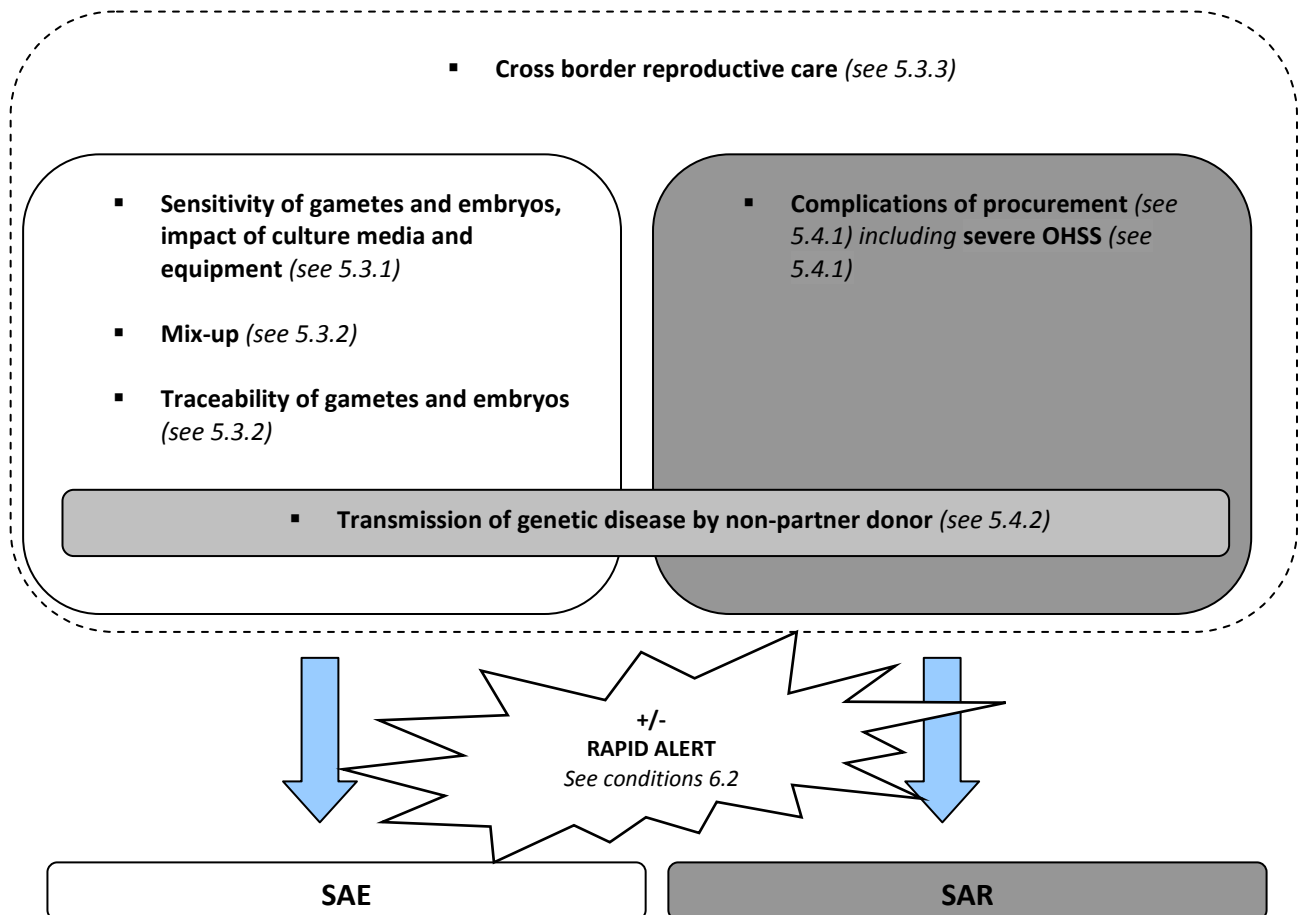 ▪ Cross border reproductive care (see 5.3.3)
▪ Sensitivity of gametes and embryos,
impact of culture media and
equipment (see 5.3.1)
▪ Mix-up (see 5.3.2)
▪ Traceability of gametes and embryos
(see 5.3.2)
▪ Complications of procurement (see
5.4.1) including severe OHSS (see
5.4.1)
▪ Transmission of genetic disease by non-partner donor (see 5.4.2)
+/-
RAPID ALERT
See conditions 6.2
SAE
SAR